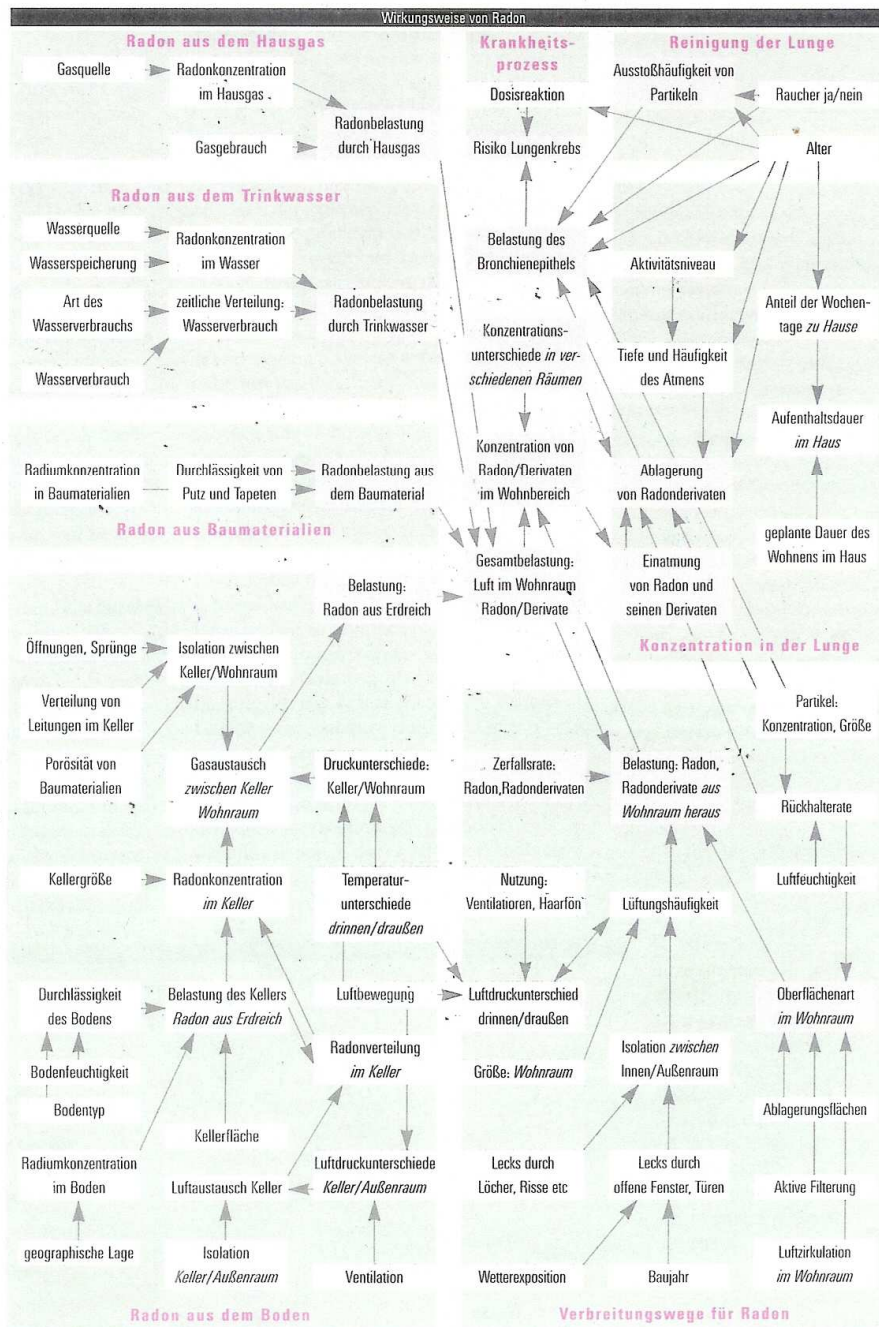 Wirkungsweise von Radon
Radon aus dem Hausgas
Gasquelle
Radonkonzentration
im Hausgas
Gasgebrauch
Radonbelastung
durch Hausgas
Radon aus dem Trinkwasser
Wasserquelle
Wasserspeicherung
Radonkonzentration
im Wasser
Art des
Wasserverbrauchs
zeitliche Verteilung:
Wasserverbrauch
Radonbelastung
durch Trinkwasser
Wasserverbrauch
Radiumkonzentration
in Baumaterialien
Durchlässigkeit von
Putz und Tapeten
Radonbelastung aus
dem Baumaterial
Radon aus Baumaterialien
Krankheits-
prozess
Dosisreaktion
Risiko Lungenkrebs
Belastung des
Bronchienepithels
Konzentrations-
unterschiede in ver-
schiedenen Räumen
Konzentration von
Radon/Derivaten
im Wohnbereich
Gesamtbelastung:
Luft im Wohnraum
Radon/Derivate
Reinigung der Lunge
Ausstoßhäufigkeit von
Partikeln
Raucher ja/nein
Alter
Aktivitätsniveau
Anteil der Wochen-
tage zu Hause
Tiefe und Häufigkeit
des Atmens
Aufenthaltsdauer
im Haus
Ablagerung
von Radonderivaten
geplante Dauer des
Wohnens im Haus
Einatmung
von Radon und
seinen Derivaten
Konzentration in der Lunge
Belastung:
Radon aus Erdreich
Öffnungen, Sprünge
Isolation zwischen
Keller/Wohnraum
Verteilung von
Leitungen im Keller
Porösität von
Baumaterialien
Gasaustausch
zwischen Keller
Wohnraum
Druckunterschiede:
Keller/Wohnraum
Kellergröße
Radonkonzentration
im Keller
Temperatur-
unterschiede
drinnen/draußen
Durchlässigkeit
des Bodens
Belastung des Kellers
Radon aus Erdreich
Luftbewegung
Bodenfeuchtigkeit
Radonverteilung
im Keller
Bodentyp
Kellerfläche
Radiumkonzentration
im Boden
Luftaustausch Keller
Luftdruckunterschiede
Keller/Außenraum
geographische Lage
Isolation
Keller/Außenraum
Ventilation
Radon aus dem Boden
Partikel:
Konzentration, Größe
Zerfallsrate:
Radon,Radonderivaten
Belastung: Radon,
Radonderivate aus
Wohnraum heraus
Rückhalterate
Nutzung:
Ventilatioren, Haarfön
Lüftungshäufigkeit
Luftfeuchtigkeit
Luftdruckunterschied
drinnen/draußen
Oberflächenart
im Wohnraum
Größe: Wohnraum
Isolation zwischen
Innen/Außenraum
Ablagerungsflächen
Lecks durch
Löcher, Risse etc
Lecks durch
offene Fenster, Türen
Aktive Filterung
Wetterexposition
Baujahr
Luftzirkulation
im Wohnraum
Verbreitungswege für Radon